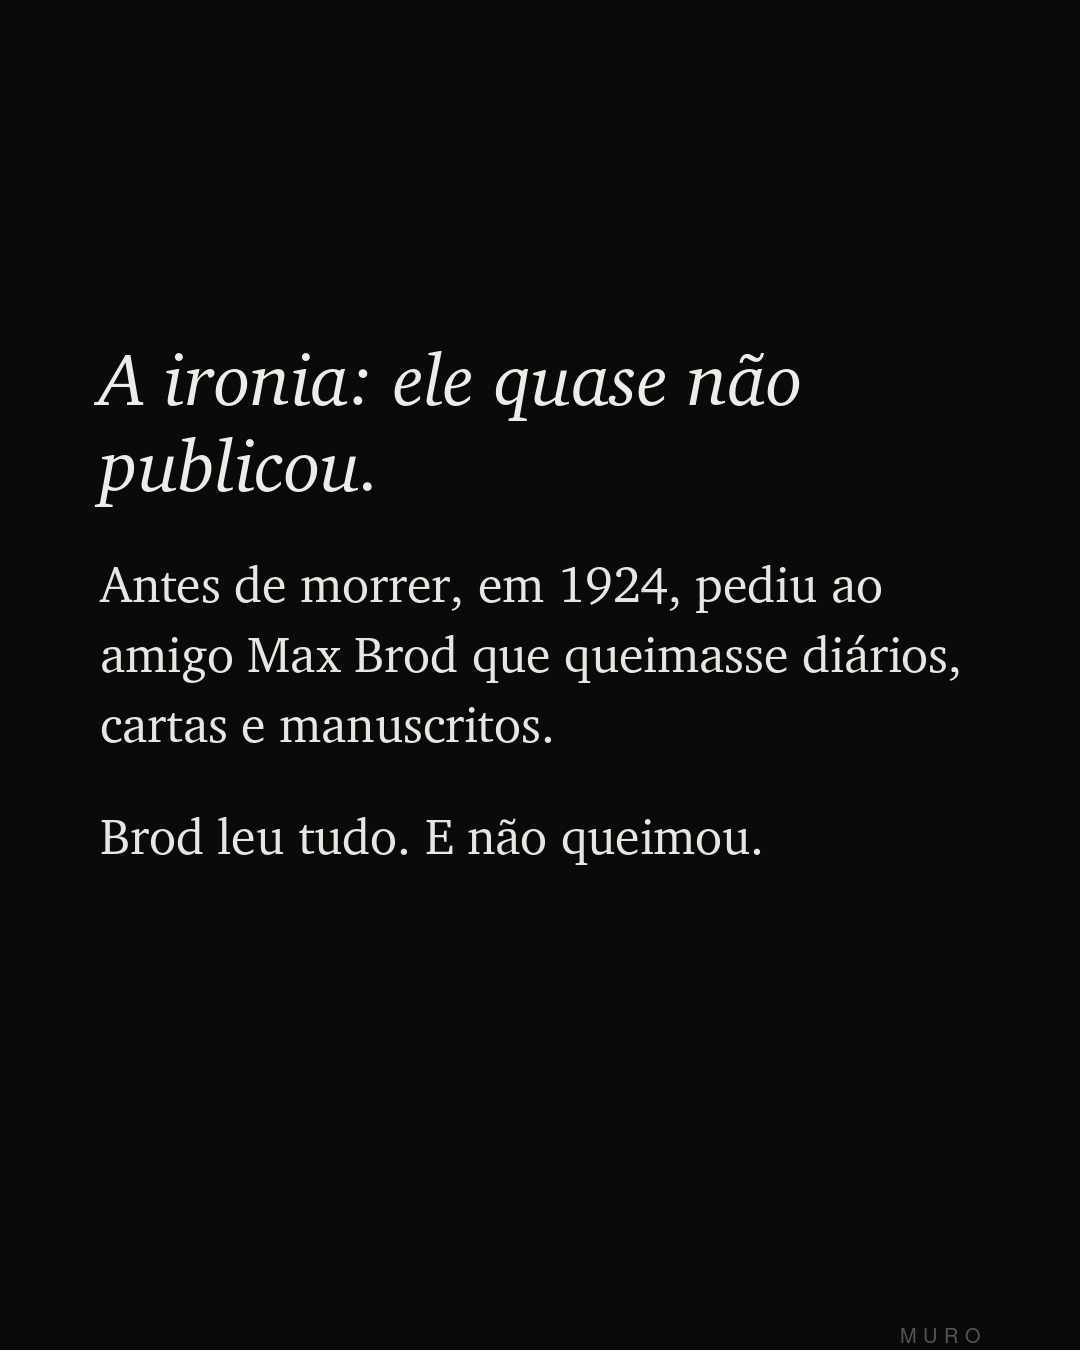 A ironia: ele quase não
publicou.
Antes de morrer, em 1924, pediu ao
amigo Max Brod que queimasse diários,
cartas e manuscritos.
Brod leu tudo. E não queimou.
MURO